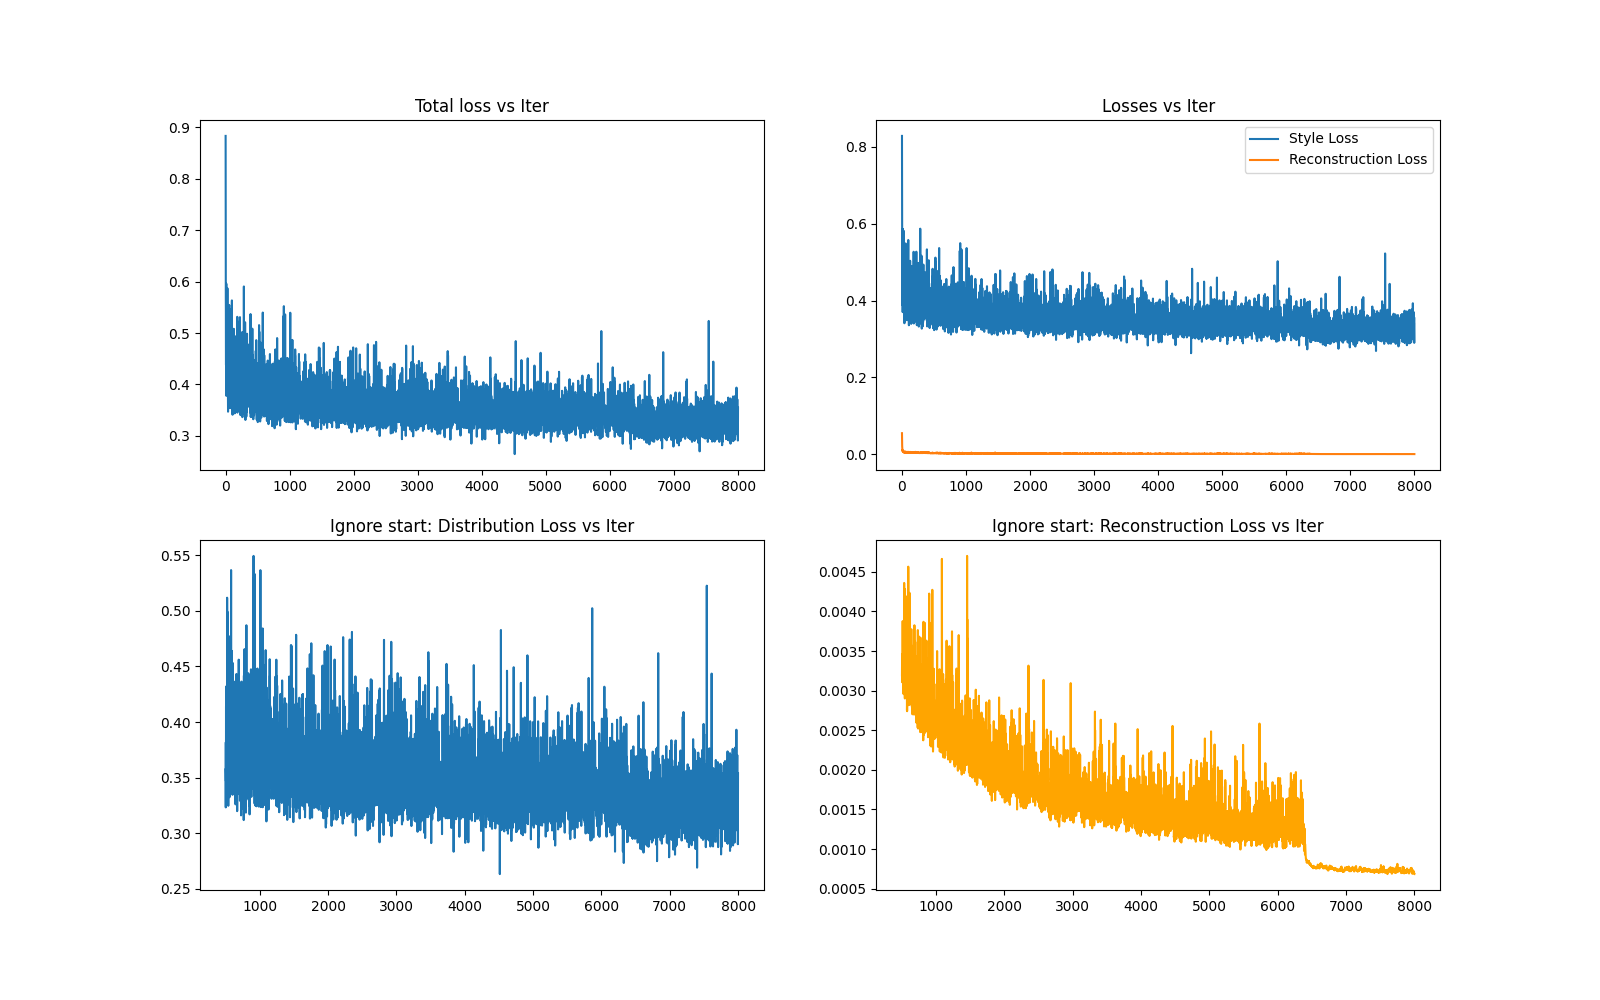 Total loss vs Iter
0.9
0.8
0.7
0.6
0.5
0.4
0.3
0 1000 2000 3000 4000 5000 6000 7000 8000
Losses vs Iter
Style Loss
Reconstruction Loss
0.8
0.6
0.4
0.2
0.0
0 1000 2000 3000 4000 5000 6000 7000 8000
Ignore start: Distribution Loss vs Iter
0.55
0.50
0.45
0.40
0.35
0.30
0.25
1000 2000 3000 4000 5000 6000 7000 8000
Ignore start: Reconstruction Loss vs Iter
0.0045
0.0040
0.0035
0.0030
0.0025
0.0020
0.0015
0.0010
0.0005
1000 2000 3000 4000 5000 6000 7000 8000